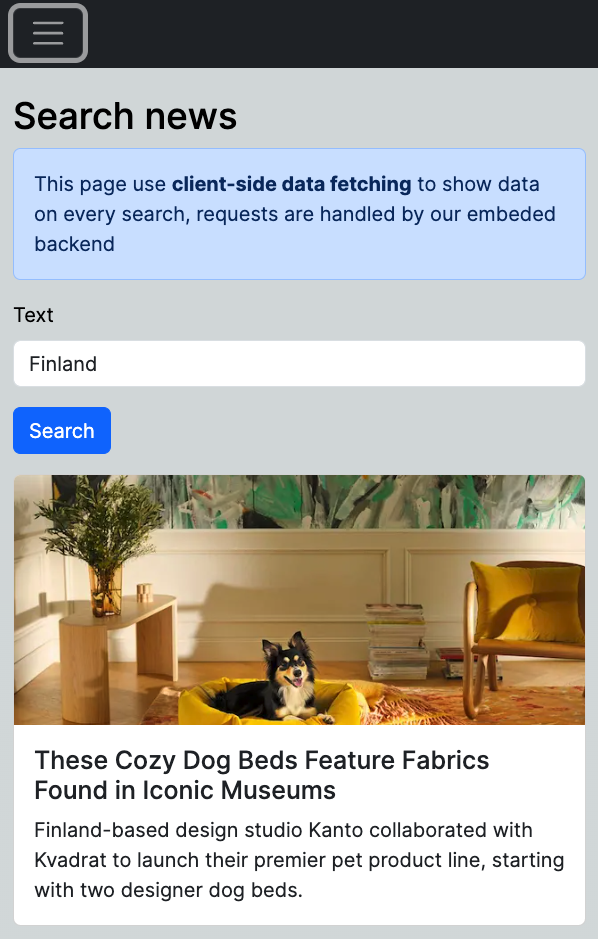 Search news
This page use client-side data fetching to show data
on every search, requests are handled by our embeded
backend
Text
Finland
Search
These Cozy Dog Beds Feature Fabrics
Found in Iconic Museums
Finland-based design studio Kanto collaborated with
Kvadrat to launch their premier pet product line, starting
with two designer dog beds.